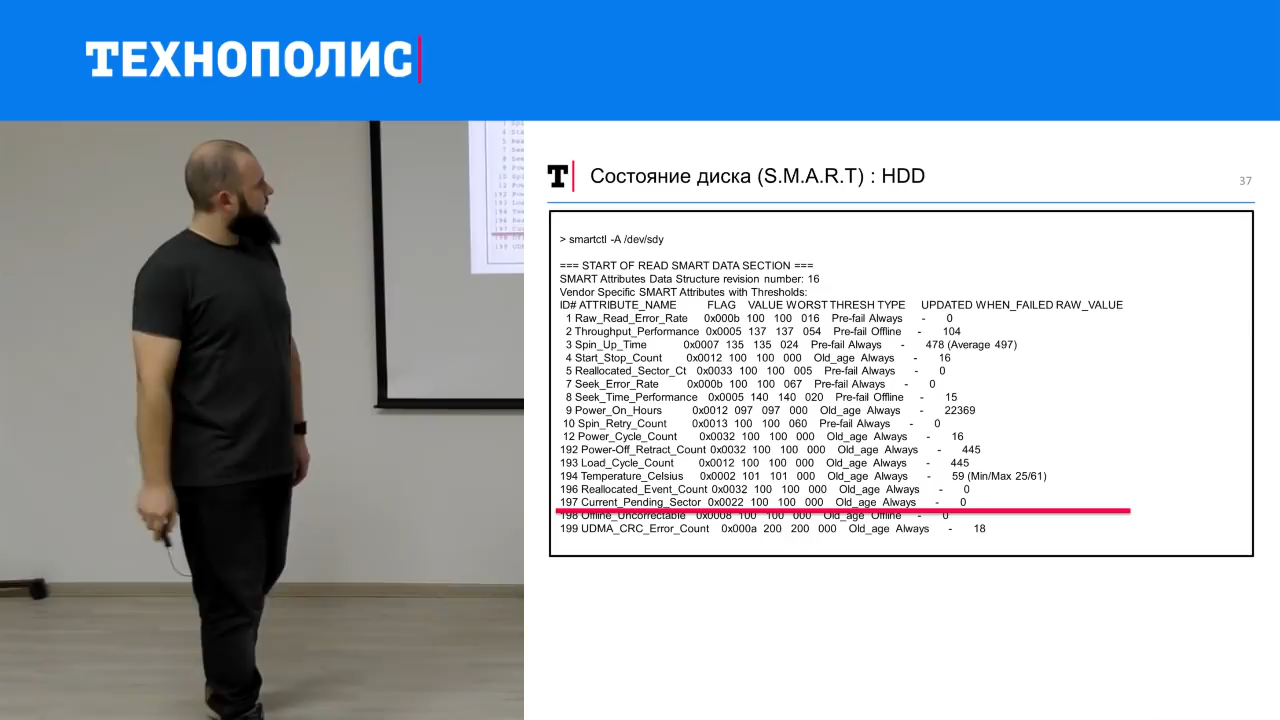 ТЕХНОПОЛИС
Т Состояние диска (S.M.A.R.T) : HDD
37
> smartctl -A /dev/sdy
=== START OF READ SMART DATA SECTION ===
SMART Attributes Data Structure revision number: 16
Vendor Specific SMART Attributes with Thresholds:
ID# ATTRIBUTE_NAME FLAG VALUE WORST THRESH TYPE UPDATED WHEN_FAILED RAW_VALUE
1 Raw_Read_Error_Rate 0x000b 100 100 016 Pre-fail Always - 0
2 Throughput_Performance 0x0005 137 137 054 Pre-fail Offline - 104
3 Spin_Up_Time 0x0007 135 135 024 Pre-fail Always - 478 (Average 497)
4 Start_Stop_Count 0x0012 100 100 000 Old_age Always - 16
5 Reallocated_Sector_Ct 0x0033 100 100 005 Pre-fail Always - 0
7 Seek_Error_Rate 0x000b 100 100 067 Pre-fail Always - 0
8 Seek_Time_Performance 0x0005 140 140 020 Pre-fail Offline - 15
9 Power_On_Hours 0x0012 097 097 000 Old_age Always - 22369
10 Spin_Retry_Count 0x0013 100 100 060 Pre-fail Always - 0
12 Power_Cycle_Count 0x0032 100 100 000 Old_age Always - 16
192 Power-Off_Retract_Count 0x0032 100 100 000 Old_age Always - 445
193 Load_Cycle_Count 0x0012 100 100 000 Old_age Always - 445
194 Temperature_Celsius 0x0002 101 101 000 Old_age Always - 59 (Min/Max 25/61)
196 Reallocated_Event_Count 0x0032 100 100 000 Old_age Always - 0
197 Current_Pending_Sector 0x0022 100 100 000 Old_age Always - 0
198 Offline_Uncorrectable 0x0008 100 100 000 Old_age Offline - 0
199 UDMA_CRC_Error_Count 0x000a 200 200 000 Old_age Always - 18